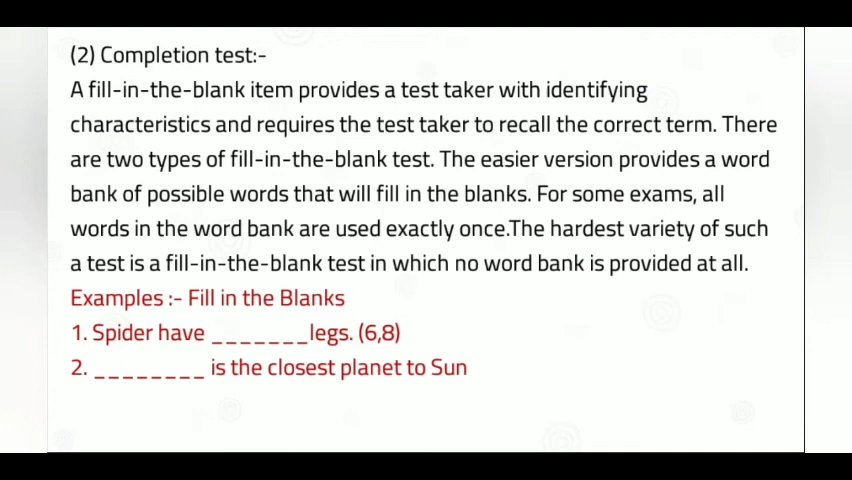 (2) Completion test:-
A fill-in-the-blank item provides a test taker with identifying
characteristics and requires the test taker to recall the correct term. There
are two types of fill-in-the-blank test. The easier version provides a word
bank of possible words that will fill in the blanks. For some exams, all
words in the word bank are used exactly once.The hardest variety of such
a test is a fill-in-the-blank test in which no word bank is provided at all.
Examples :- Fill in the Blanks
1. Spider have _______legs. (6,8)
2. ________ is the closest planet to Sun